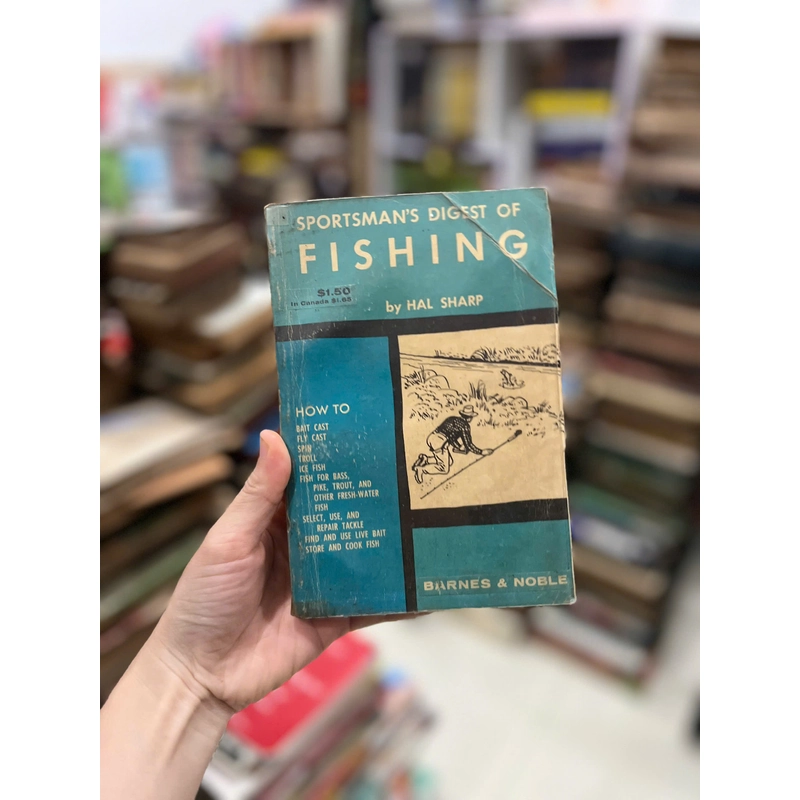 SPORTSMAN'S DIGEST OF
FISHING
$1.50
In Canada $1.65
by HAL SHARP
HOW TO
BAIT CAST
FLY CAST
SPIN
TROLL
ICE FISH
FISH FOR BASS,
PIKE, TROUT, AND
OTHER FRESH-WATER
FISH
SELECT, USE, AND
REPAIR TACKLE
FIND AND USE LIVE BAIT
STORE AND COOK FISH
BARNES & NOBLE